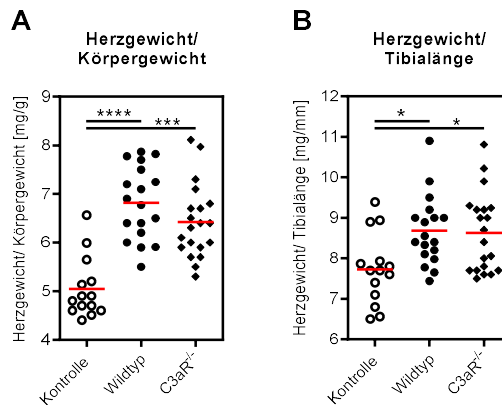 A
Herzgewicht/
Körpergewicht
Herzgewicht/ Körpergewicht [mg/g]
9
8
7
6
5
4
****
***
Kontrolle
Wildtyp
C3aR-/-
B
Herzgewicht/
Tibialänge
Herzgewicht/ Tibialänge [mg/mm]
12
11
10
9
8
7
6
*
*
Kontrolle
Wildtyp
C3aR-/-